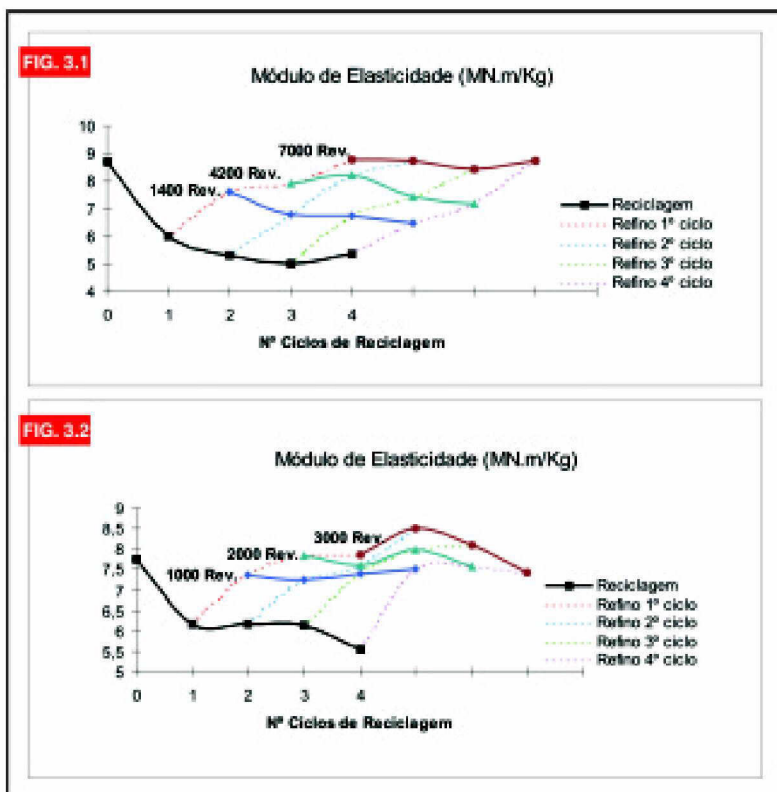 FIG. 3.1
Módulo de Elasticidade (MN.m/Kg)
10
9
8
7
6
5
4
1400 Rev.
4200 Rev.
7000 Rev.
0 1 2 3 4
Nº Ciclos de Reciclagem
Reciclagem
Refino 1º ciclo
Refino 2º ciclo
Refino 3º ciclo
Refino 4º ciclo
FIG. 3.2
Módulo de Elasticidade (MN.m/Kg)
9
8,5
8
7,5
7
6,5
6
5,5
5
1000 Rev.
2000 Rev.
3000 Rev.
0 1 2 3 4
Nº Ciclos de Reciclagem
Reciclagem
Refino 1º ciclo
Refino 2º ciclo
Refino 3º ciclo
Refino 4º ciclo